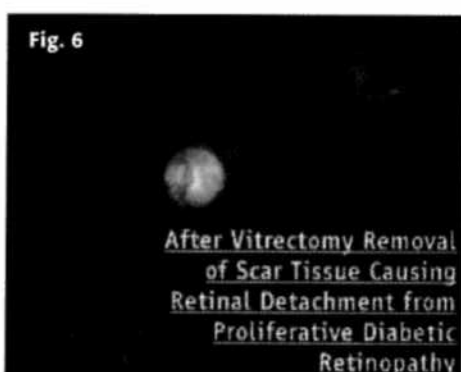 Fig. 6
After Vitrectomy Removal
of Scar Tissue Causing
Retinal Detachment from
Proliferative Diabetic
Retinopathy